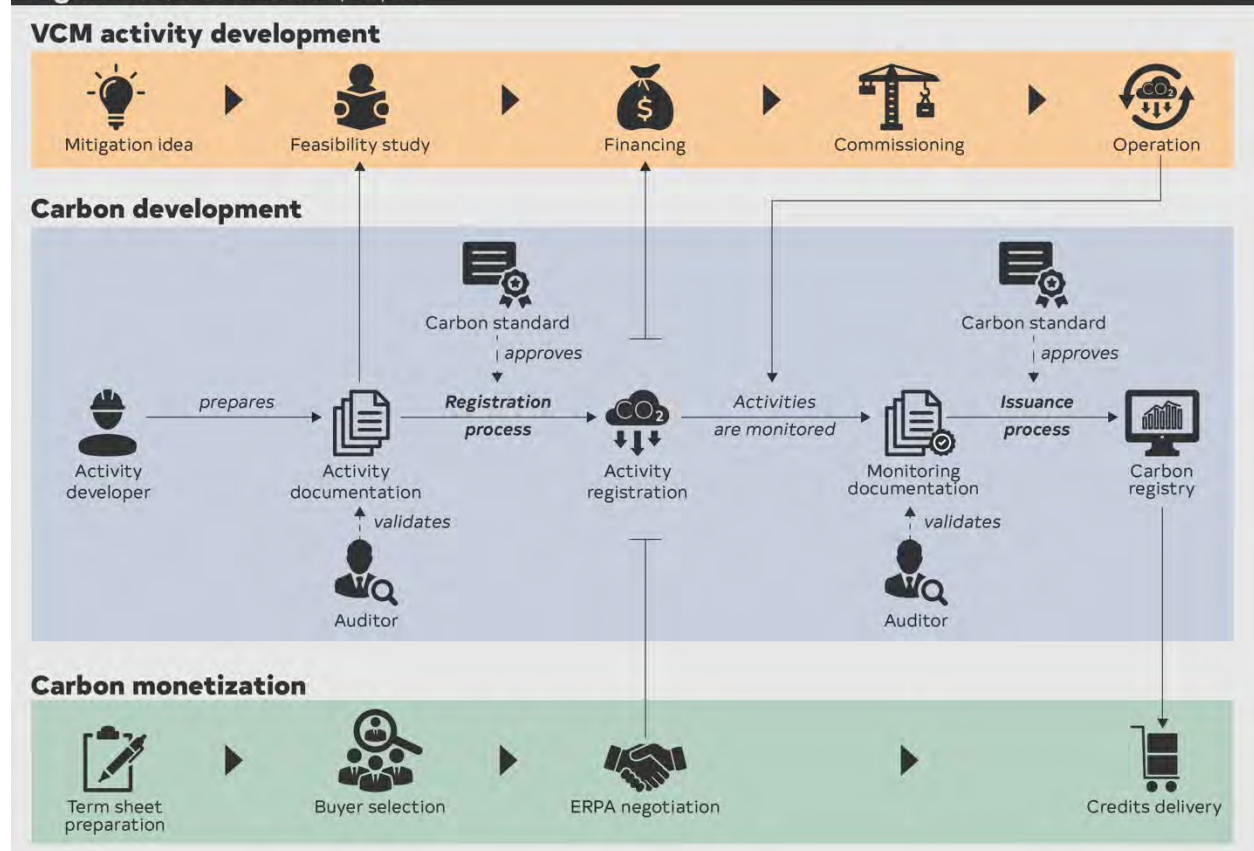 VCM activity development
Mitigation idea
Feasibility study
$
Financing
Commissioning
CO2
Operation
Carbon development
Carbon standard
approves
Carbon standard
approves
prepares
Registration
process
CO2
Activities
are monitored
Issuance
process
Activity
developer
Activity
documentation
Activity
registration
Monitoring
documentation
Carbon
registry
validates
validates
Auditor
Auditor
Carbon monetization
Term sheet
preparation
Buyer selection
ERPA negotiation
Credits delivery